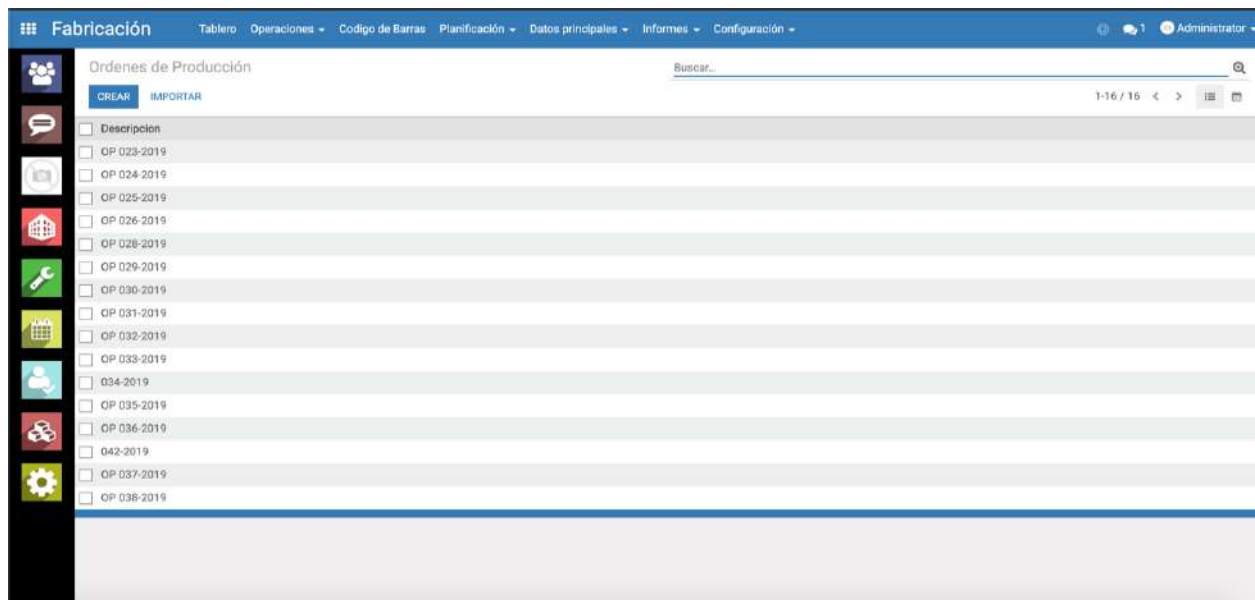 Fabricación Tablero Operaciones Codigo de Barras Planificación Datos principales Informes Configuración 1 Administrator
Ordenes de Producción Buscar...
CREAR IMPORTAR 1-16 / 16
Descripcion
OP 023-2019
OP 024-2019
OP 025-2019
OP 026-2019
OP 028-2019
OP 029-2019
OP 030-2019
OP 031-2019
OP 032-2019
OP 033-2019
034-2019
OP 035-2019
OP 036-2019
042-2019
OP 037-2019
OP 038-2019